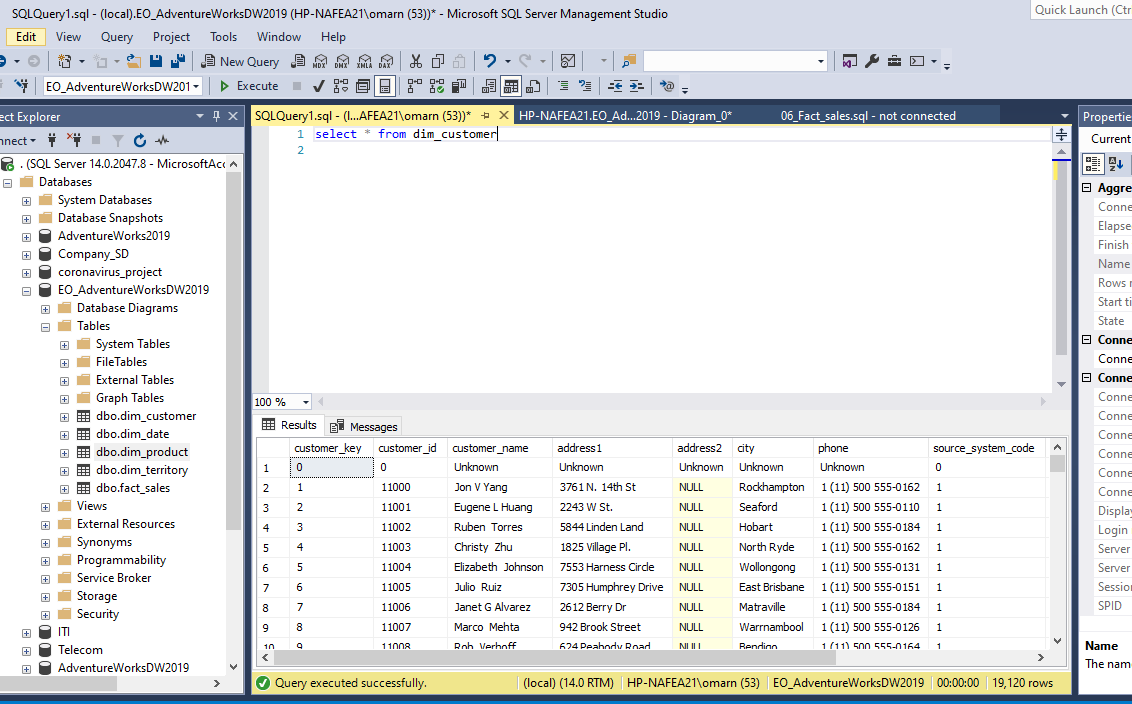 SQLQuery1.sql - (local).EO_AdventureWorksDW2019 (HP-NAFEA21\omarn (53))* - Microsoft SQL Server Management Studio
Quick Launch (Ctr
Edit View Query Project Tools Window Help
New Query
MDX DMX XMLA DAX
EO_AdventureWorksDW201 Execute
ect Explorer
SQLQuery1.sql - (l...AFEA21\omarn (53))* HP-NAFEA21.EO_Ad...2019 - Diagram_0* 06_Fact_sales.sql - not connected
Properties
nnect
. (SQL Server 14.0.2047.8 - MicrosoftAcc
Databases
System Databases
Database Snapshots
AdventureWorks2019
Company_SD
coronavirus_project
EO_AdventureWorksDW2019
Database Diagrams
Tables
System Tables
FileTables
External Tables
Graph Tables
dbo.dim_customer
dbo.dim_date
dbo.dim_product
dbo.dim_territory
dbo.fact_sales
Views
External Resources
Synonyms
Programmability
Service Broker
Storage
Security
ITI
Telecom
AdventureWorksDW2019
1 select * from dim_customer
2
100 %
Results Messages
customer_key customer_id customer_name address1 address2 city phone source_system_code
1 0 0 Unknown Unknown Unknown Unknown Unknown 0
2 1 11000 Jon V Yang 3761 N. 14th St NULL Rockhampton 1 (11) 500 555-0162 1
3 2 11001 Eugene L Huang 2243 W St. NULL Seaford 1 (11) 500 555-0110 1
4 3 11002 Ruben Torres 5844 Linden Land NULL Hobart 1 (11) 500 555-0184 1
5 4 11003 Christy Zhu 1825 Village Pl. NULL North Ryde 1 (11) 500 555-0162 1
6 5 11004 Elizabeth Johnson 7553 Harness Circle NULL Wollongong 1 (11) 500 555-0131 1
7 6 11005 Julio Ruiz 7305 Humphrey Drive NULL East Brisbane 1 (11) 500 555-0151 1
8 7 11006 Janet G Alvarez 2612 Berry Dr NULL Matraville 1 (11) 500 555-0184 1
9 8 11007 Marco Mehta 942 Brook Street NULL Warrnambool 1 (11) 500 555-0126 1
10 9 11008 Rob Verhoff 624 Peabody Road NULL Bendigo 1 (11) 500 555-0164 1
Query executed successfully. (local) (14.0 RTM) HP-NAFEA21\omarn (53) EO_AdventureWorksDW2019 00:00:00 19,120 rows
Current
Aggre
Conne
Elapse
Finish
Name
Rows r
Start ti
State
Conne
Conne
Conne
Conne
Conne
Conne
Conne
Conne
Conne
Display
Login
Server
Server
Session
SPID
Name
The name